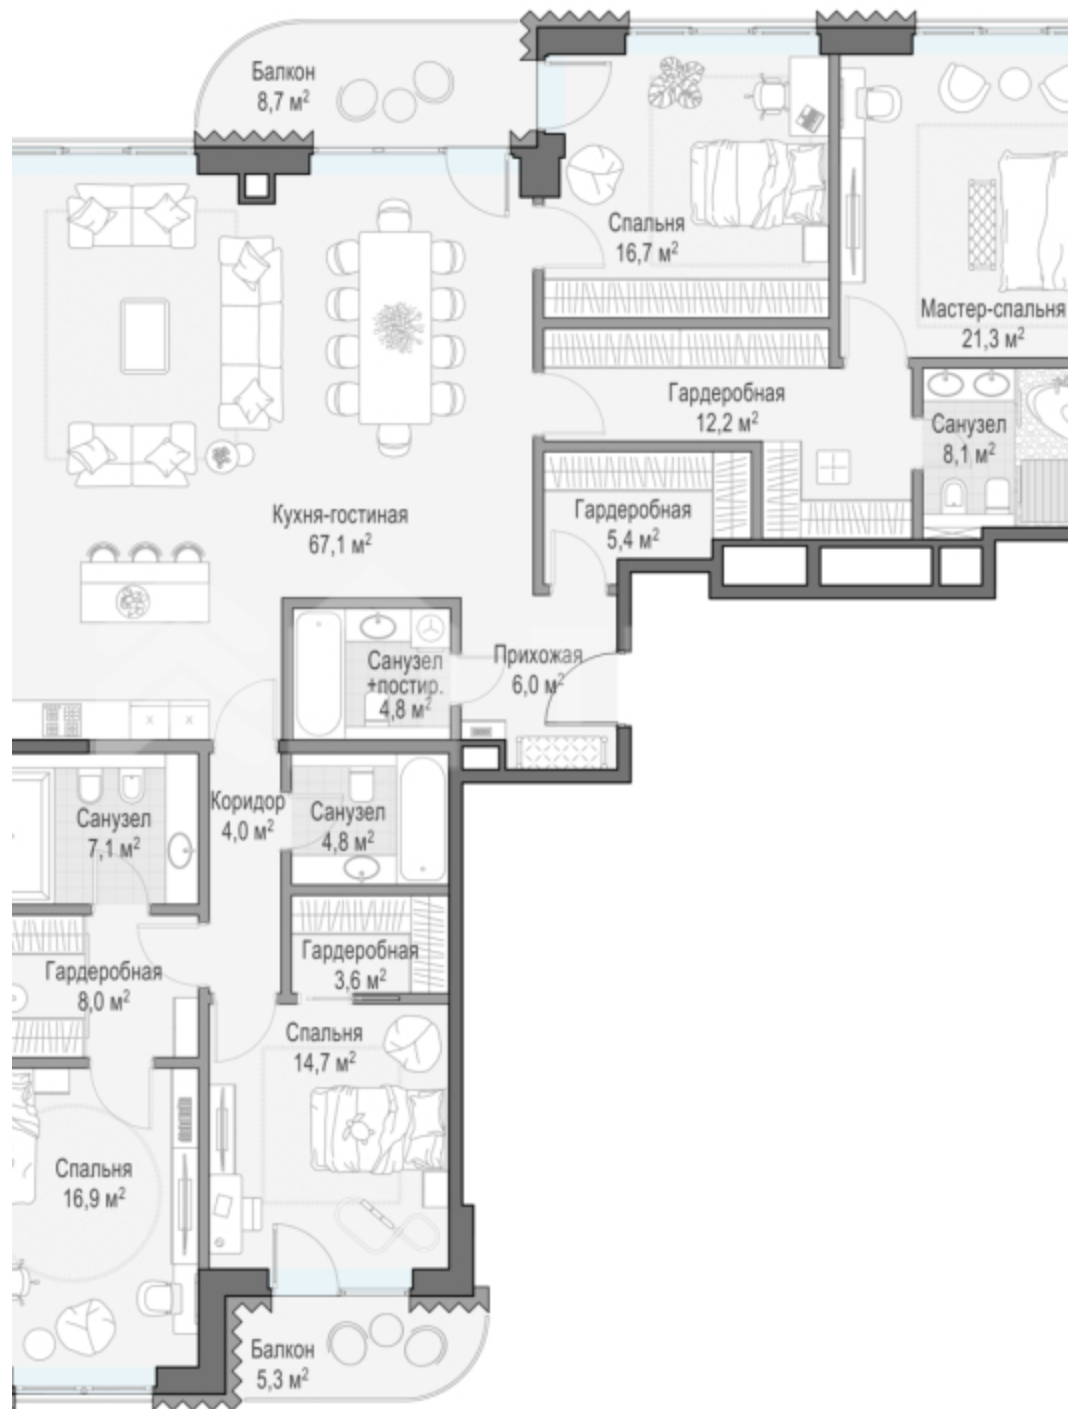 Балкон
8,7 м²
Спальня
16,7 м²
Мастер-спальня
21,3 м²
Гардеробная
12,2 м²
Санузел
8,1 м²
Гардеробная
5,4 м²
Кухня-гостиная
67,1 м²
Санузел
+постир.
4,8 м²
Прихожая
6,0 м²
Санузел
7,1 м²
Коридор
4,0 м²
Санузел
4,8 м²
Гардеробная
3,6 м²
Гардеробная
8,0 м²
Спальня
14,7 м²
Спальня
16,9 м²
Балкон
5,3 м²